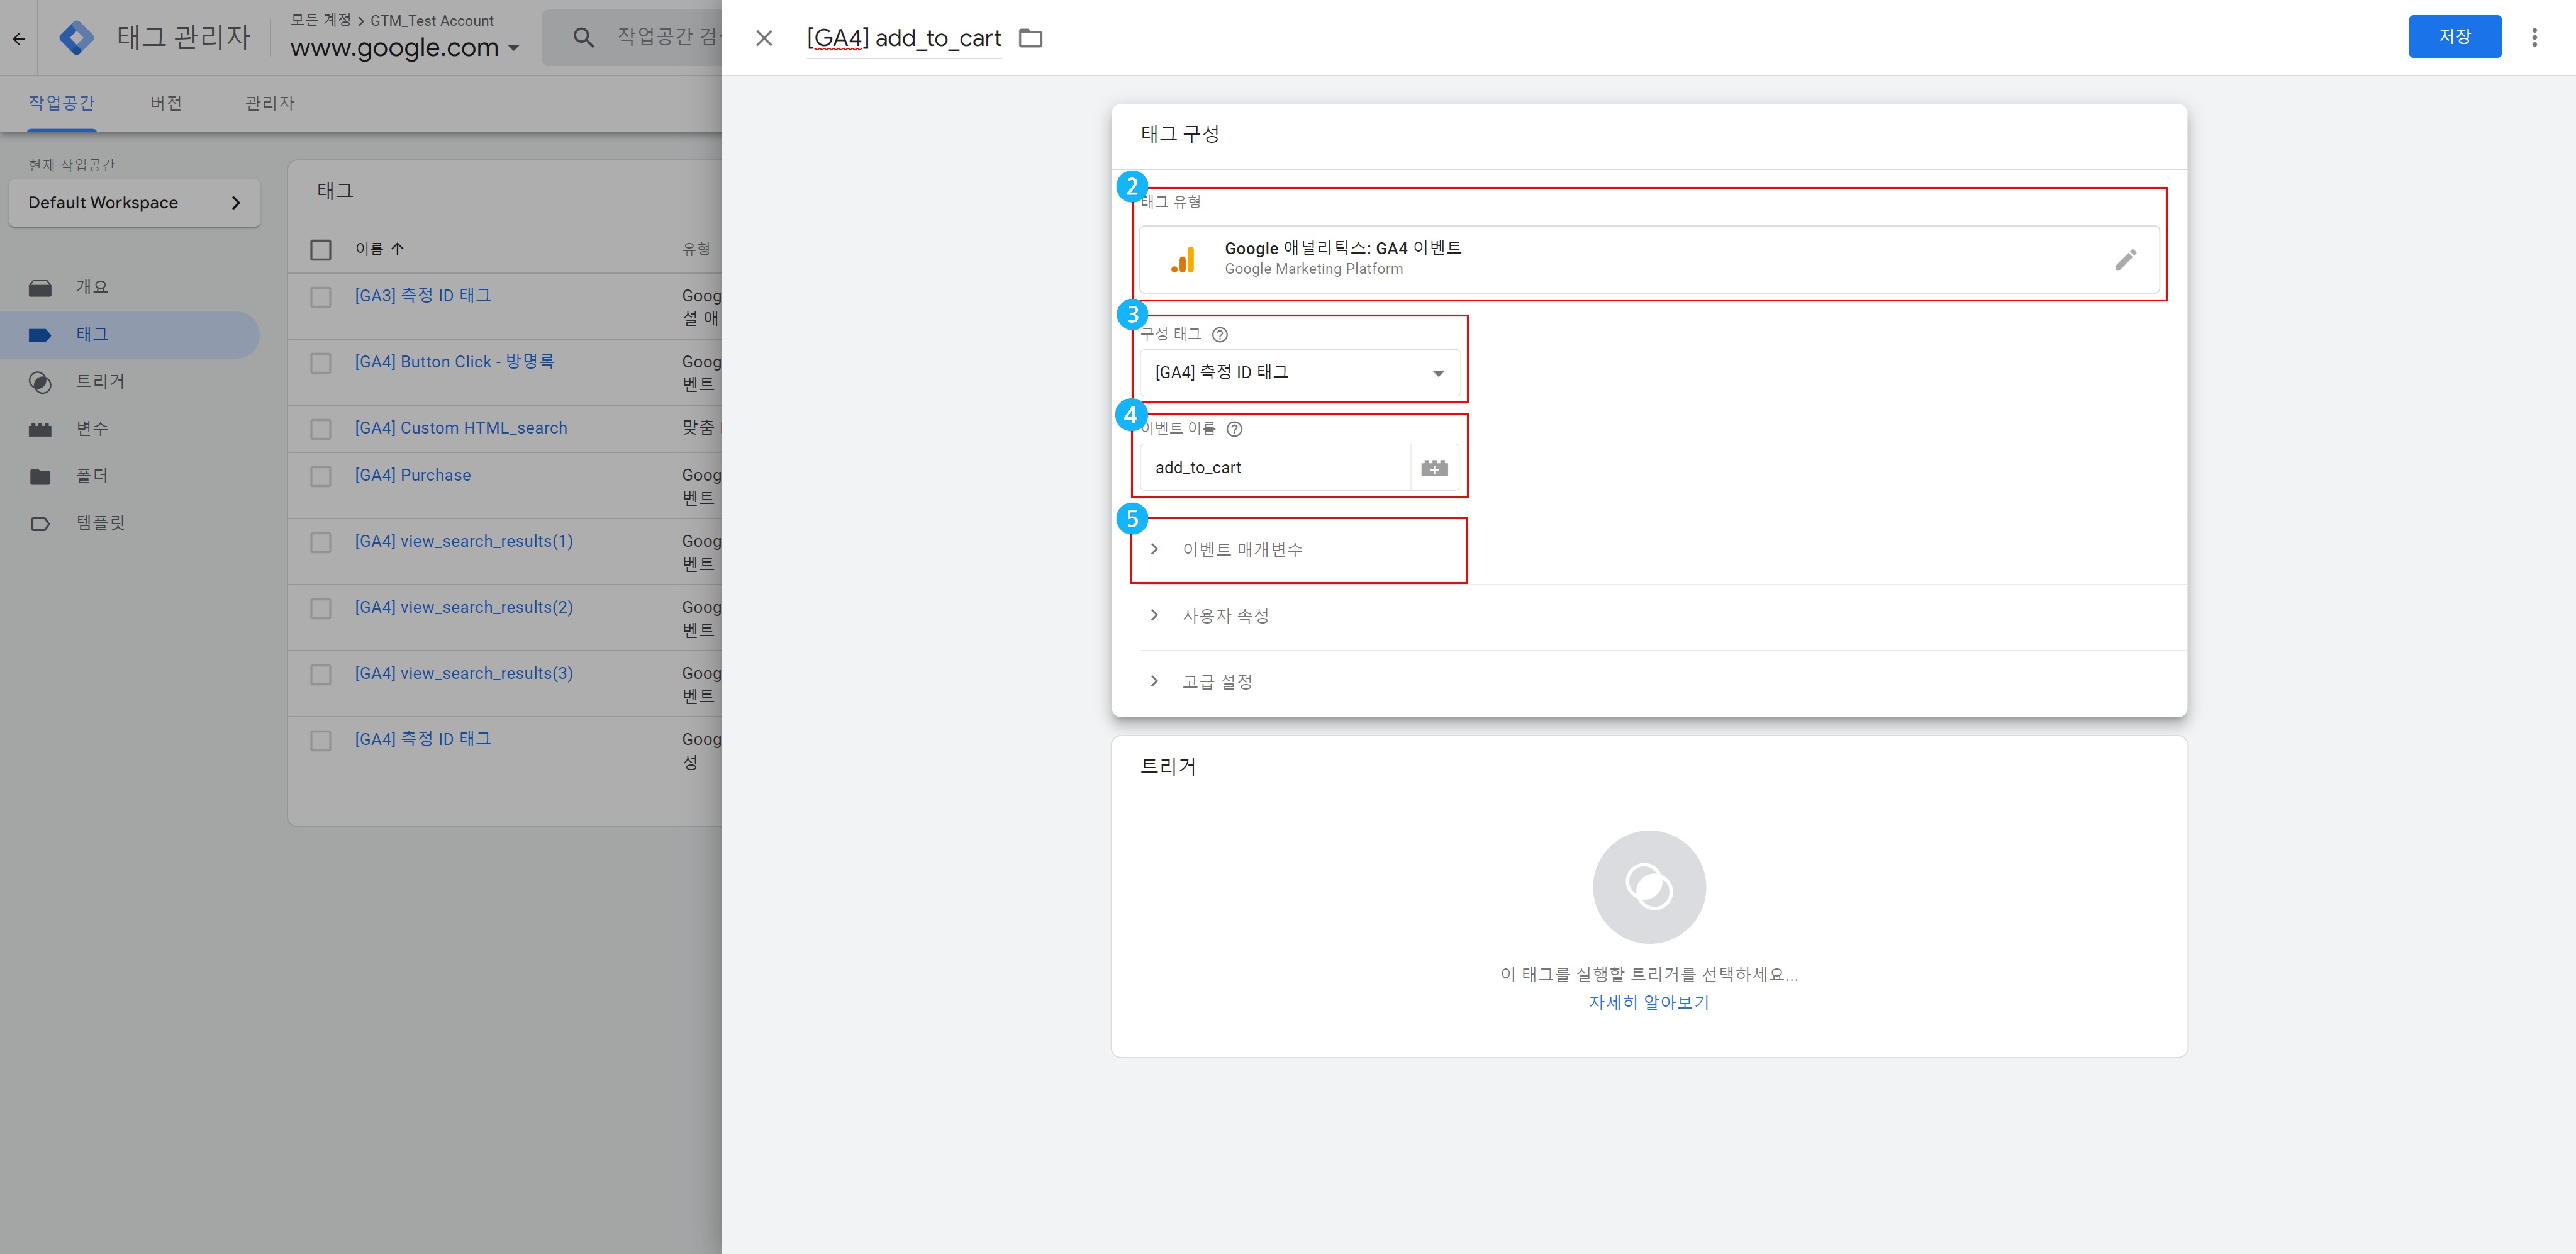 모든 계정 > GTM_Test Account
태그 관리자
www.google.com
작업공간 검
[GA4] add_to_cart
저장
작업공간
버전
관리자
현재 작업공간
Default Workspace
개요
태그
트리거
변수
폴더
템플릿
태그
이름
유형
[GA3] 측정 ID 태그
Goog
설 애
[GA4] Button Click - 방명록
Goog
벤트
[GA4] Custom HTML_search
맞춤
[GA4] Purchase
Goog
벤트
[GA4] view_search_results(1)
Goog
벤트
[GA4] view_search_results(2)
Goog
벤트
[GA4] view_search_results(3)
Goog
벤트
[GA4] 측정 ID 태그
Goog
성
태그 구성
2
태그 유형
Google 애널리틱스: GA4 이벤트
Google Marketing Platform
3
구성 태그
[GA4] 측정 ID 태그
4
이벤트 이름
add_to_cart
5
이벤트 매개변수
사용자 속성
고급 설정
트리거
이 태그를 실행할 트리거를 선택하세요...
자세히 알아보기